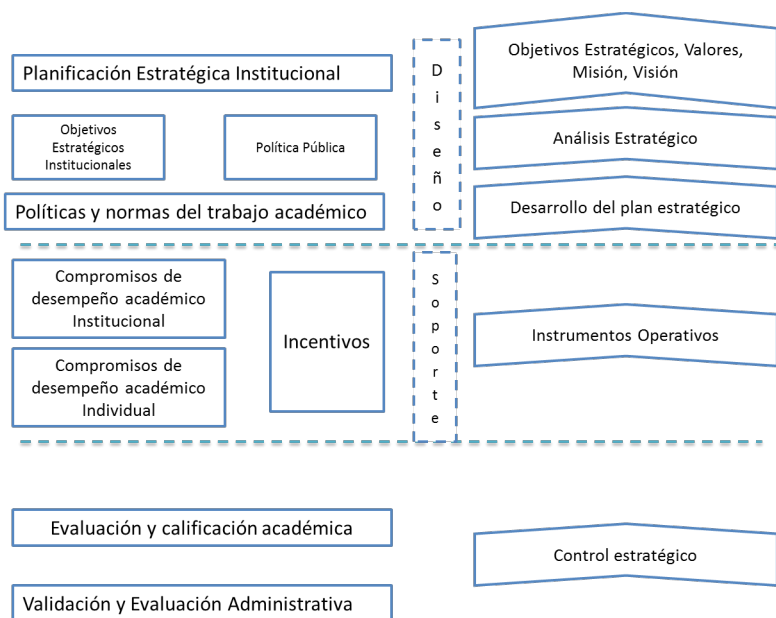 Planificación Estratégica Institucional
Objetivos
Estratégicos
Institucionales
Política Pública
Políticas y normas del trabajo académico
Diseño
Objetivos Estratégicos, Valores,
Misión, Visión
Análisis Estratégico
Desarrollo del plan estratégico
Compromisos de
desempeño académico
Institucional
Compromisos de
desempeño académico
Individual
Incentivos
Soporte
Instrumentos Operativos
Evaluación y calificación académica
Control estratégico
Validación y Evaluación Administrativa